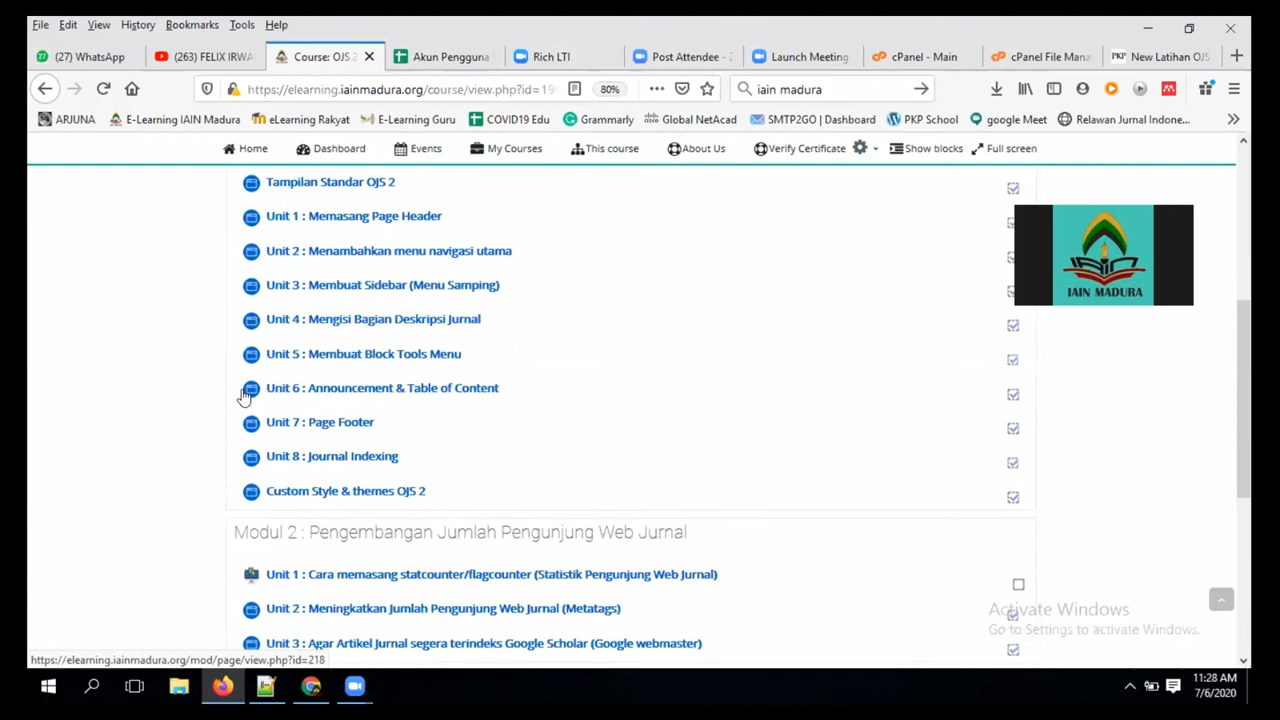 File Edit View History Bookmarks Tools Help
(27) WhatsApp
(263) FELIX IRWA
Course: OJS 2
Akun Pengguna
Rich LTI
Post Attendee - Z
Launch Meeting
cPanel - Main
cPanel File Mana
New Latihan OJS
https://elearning.iainmadura.org/course/view.php?id=19
80%
iain madura
ARJUNA
E-Learning IAIN Madura
eLearning Rakyat
E-Learning Guru
COVID19 Edu
Grammarly
Global NetAcad
SMTP2GO | Dashboard
PKP School
google Meet
Relawan Jurnal Indone...
Home
Dashboard
Events
My Courses
This course
About Us
Verify Certificate
Show blocks
Full screen
Tampilan Standar OJS 2
Unit 1 : Memasang Page Header
Unit 2 : Menambahkan menu navigasi utama
Unit 3 : Membuat Sidebar (Menu Samping)
IAIN MADURA
Unit 4 : Mengisi Bagian Deskripsi Jurnal
Unit 5 : Membuat Block Tools Menu
Unit 6 : Announcement & Table of Content
Unit 7 : Page Footer
Unit 8 : Journal Indexing
Custom Style & themes OJS 2
Modul 2 : Pengembangan Jumlah Pengunjung Web Jurnal
Unit 1 : Cara memasang statcounter/flagcounter (Statistik Pengunjung Web Jurnal)
Unit 2 : Meningkatkan Jumlah Pengunjung Web Jurnal (Metatags)
Unit 3 : Agar Artikel Jurnal segera terindeks Google Scholar (Google webmaster)
Activate Windows
Go to Settings to activate Windows.
https://elearning.iainmadura.org/mod/page/view.php?id=218
11:28 AM
7/6/2020